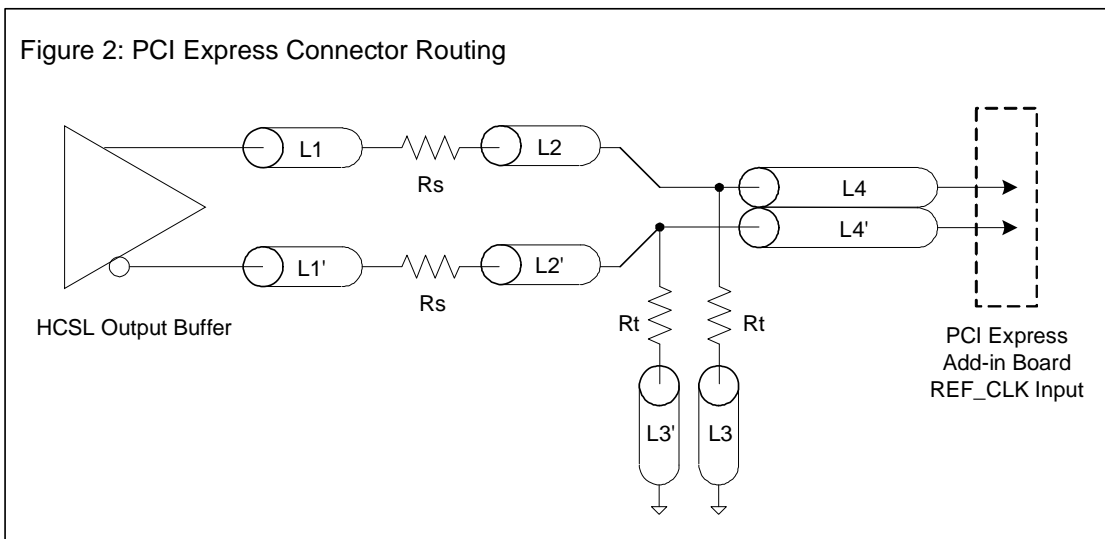 Figure 2: PCI Express Connector Routing
L1
Rs
L2
L4
L4'
L1'
Rs
L2'
HCSL Output Buffer
Rt
Rt
L3'
L3
PCI Express
Add-in Board
REF_CLK Input